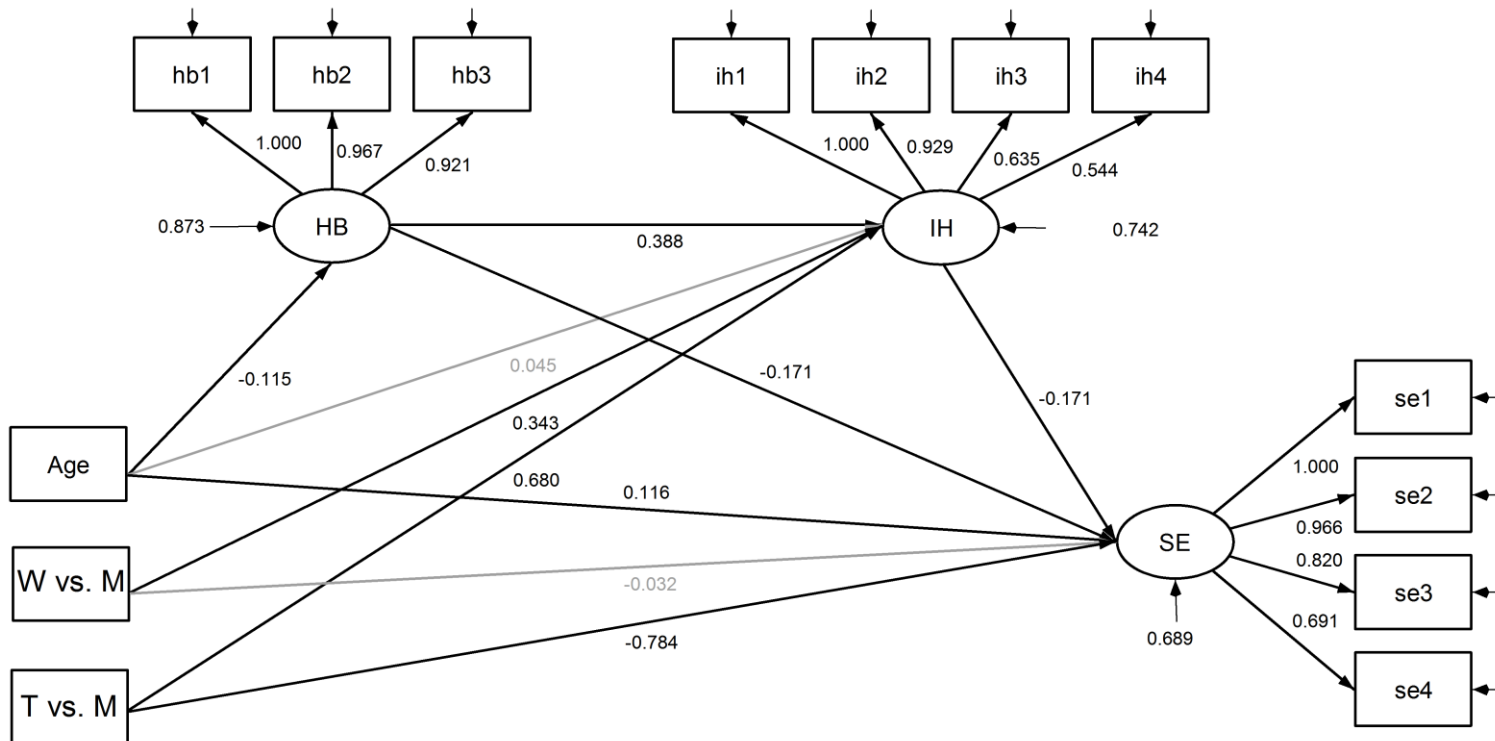 hb1 hb2 hb3 ih1 ih2 ih3 ih4
1.000 0.967 0.921 1.000 0.929 0.635 0.544
0.873 HB 0.388 IH 0.742
-0.115 0.045 -0.171 -0.171
se1
Age 0.343 1.000
0.680 0.116 se2
0.966
W vs. M -0.032 SE 0.820
se3
-0.784 0.689 0.691
T vs. M se4